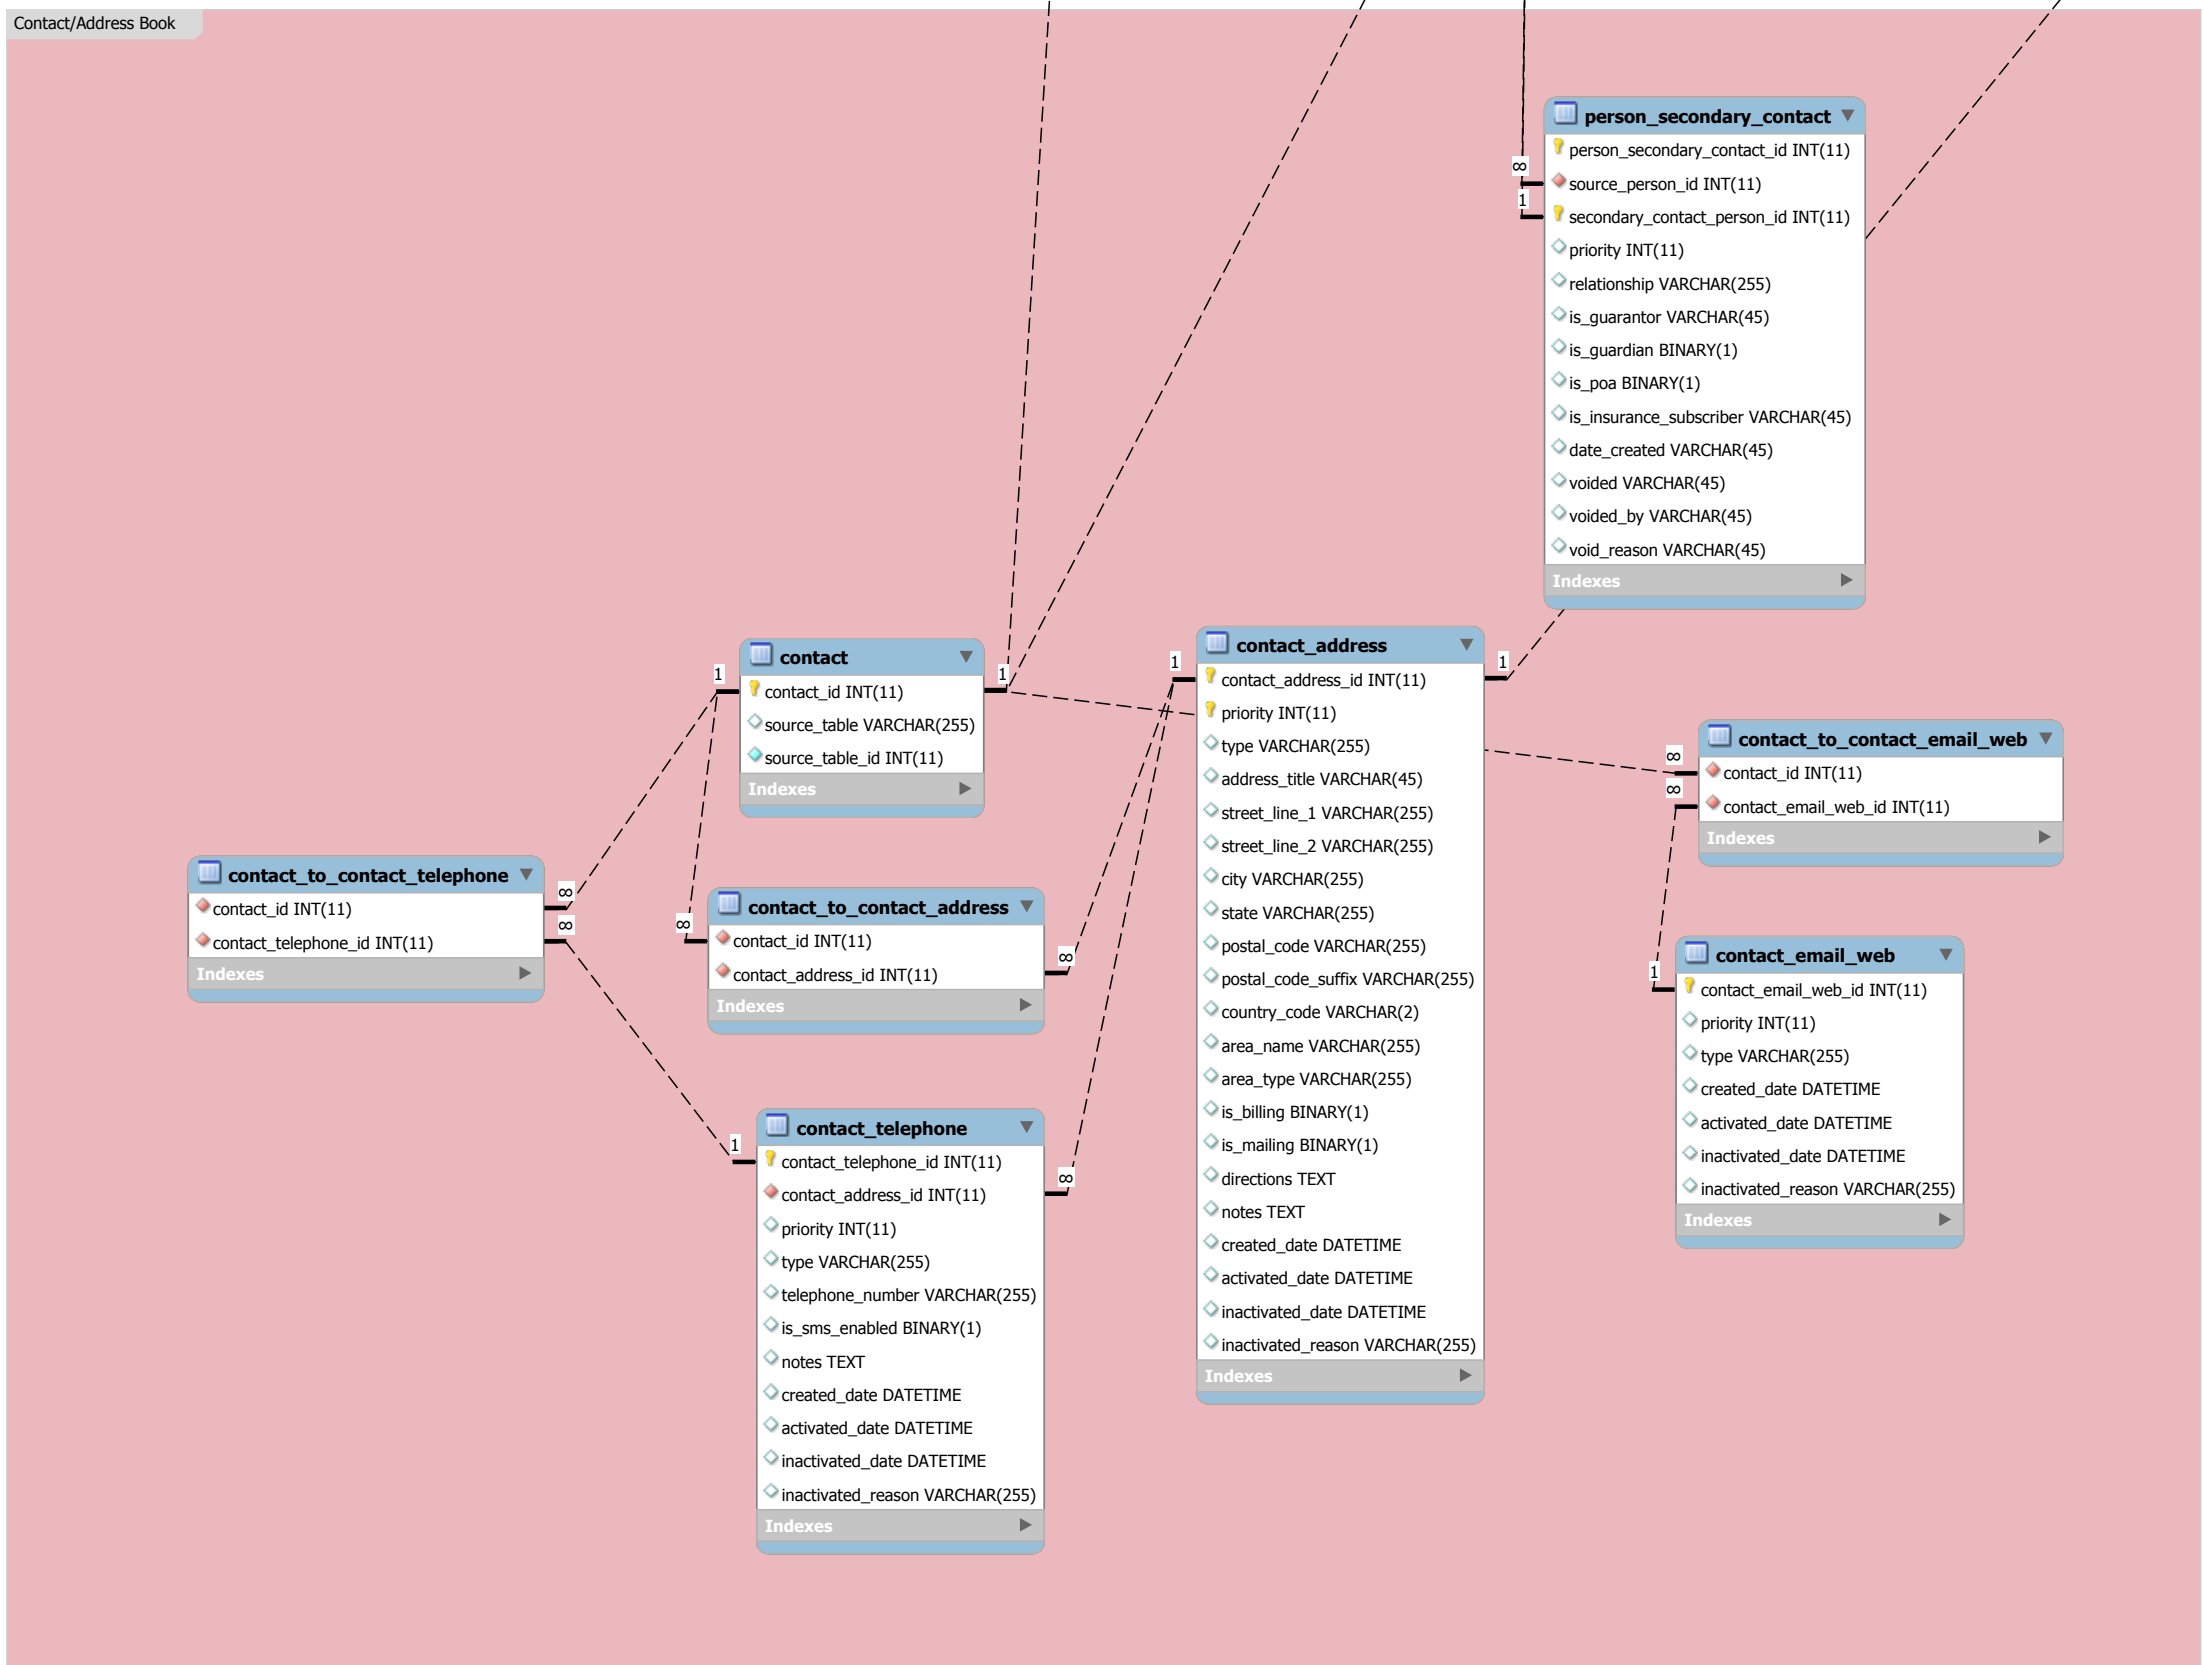 Contact/Address Book
person_secondary_contact
person_secondary_contact_id INT(11)
∞
source_person_id INT(11)
1
secondary_contact_person_id INT(11)
priority INT(11)
relationship VARCHAR(255)
is_guarantor VARCHAR(45)
is_guardian BINARY(1)
is_poa BINARY(1)
is_insurance_subscriber VARCHAR(45)
date_created VARCHAR(45)
voided VARCHAR(45)
voided_by VARCHAR(45)
void_reason VARCHAR(45)
Indexes
contact
1
1
contact_id INT(11)
source_table VARCHAR(255)
source_table_id INT(11)
Indexes
contact_address
1
1
contact_address_id INT(11)
priority INT(11)
type VARCHAR(255)
address_title VARCHAR(45)
street_line_1 VARCHAR(255)
street_line_2 VARCHAR(255)
city VARCHAR(255)
state VARCHAR(255)
postal_code VARCHAR(255)
postal_code_suffix VARCHAR(255)
country_code VARCHAR(2)
area_name VARCHAR(255)
area_type VARCHAR(255)
is_billing BINARY(1)
is_mailing BINARY(1)
directions TEXT
notes TEXT
created_date DATETIME
activated_date DATETIME
inactivated_date DATETIME
inactivated_reason VARCHAR(255)
Indexes
contact_to_contact_email_web
∞
contact_id INT(11)
∞
contact_email_web_id INT(11)
Indexes
contact_to_contact_telephone
∞
contact_id INT(11)
∞
contact_telephone_id INT(11)
Indexes
contact_to_contact_address
∞
contact_id INT(11)
∞
contact_address_id INT(11)
Indexes
contact_email_web
1
contact_email_web_id INT(11)
priority INT(11)
type VARCHAR(255)
created_date DATETIME
activated_date DATETIME
inactivated_date DATETIME
inactivated_reason VARCHAR(255)
Indexes
contact_telephone
1
contact_telephone_id INT(11)
∞
contact_address_id INT(11)
priority INT(11)
type VARCHAR(255)
telephone_number VARCHAR(255)
is_sms_enabled BINARY(1)
notes TEXT
created_date DATETIME
activated_date DATETIME
inactivated_date DATETIME
inactivated_reason VARCHAR(255)
Indexes